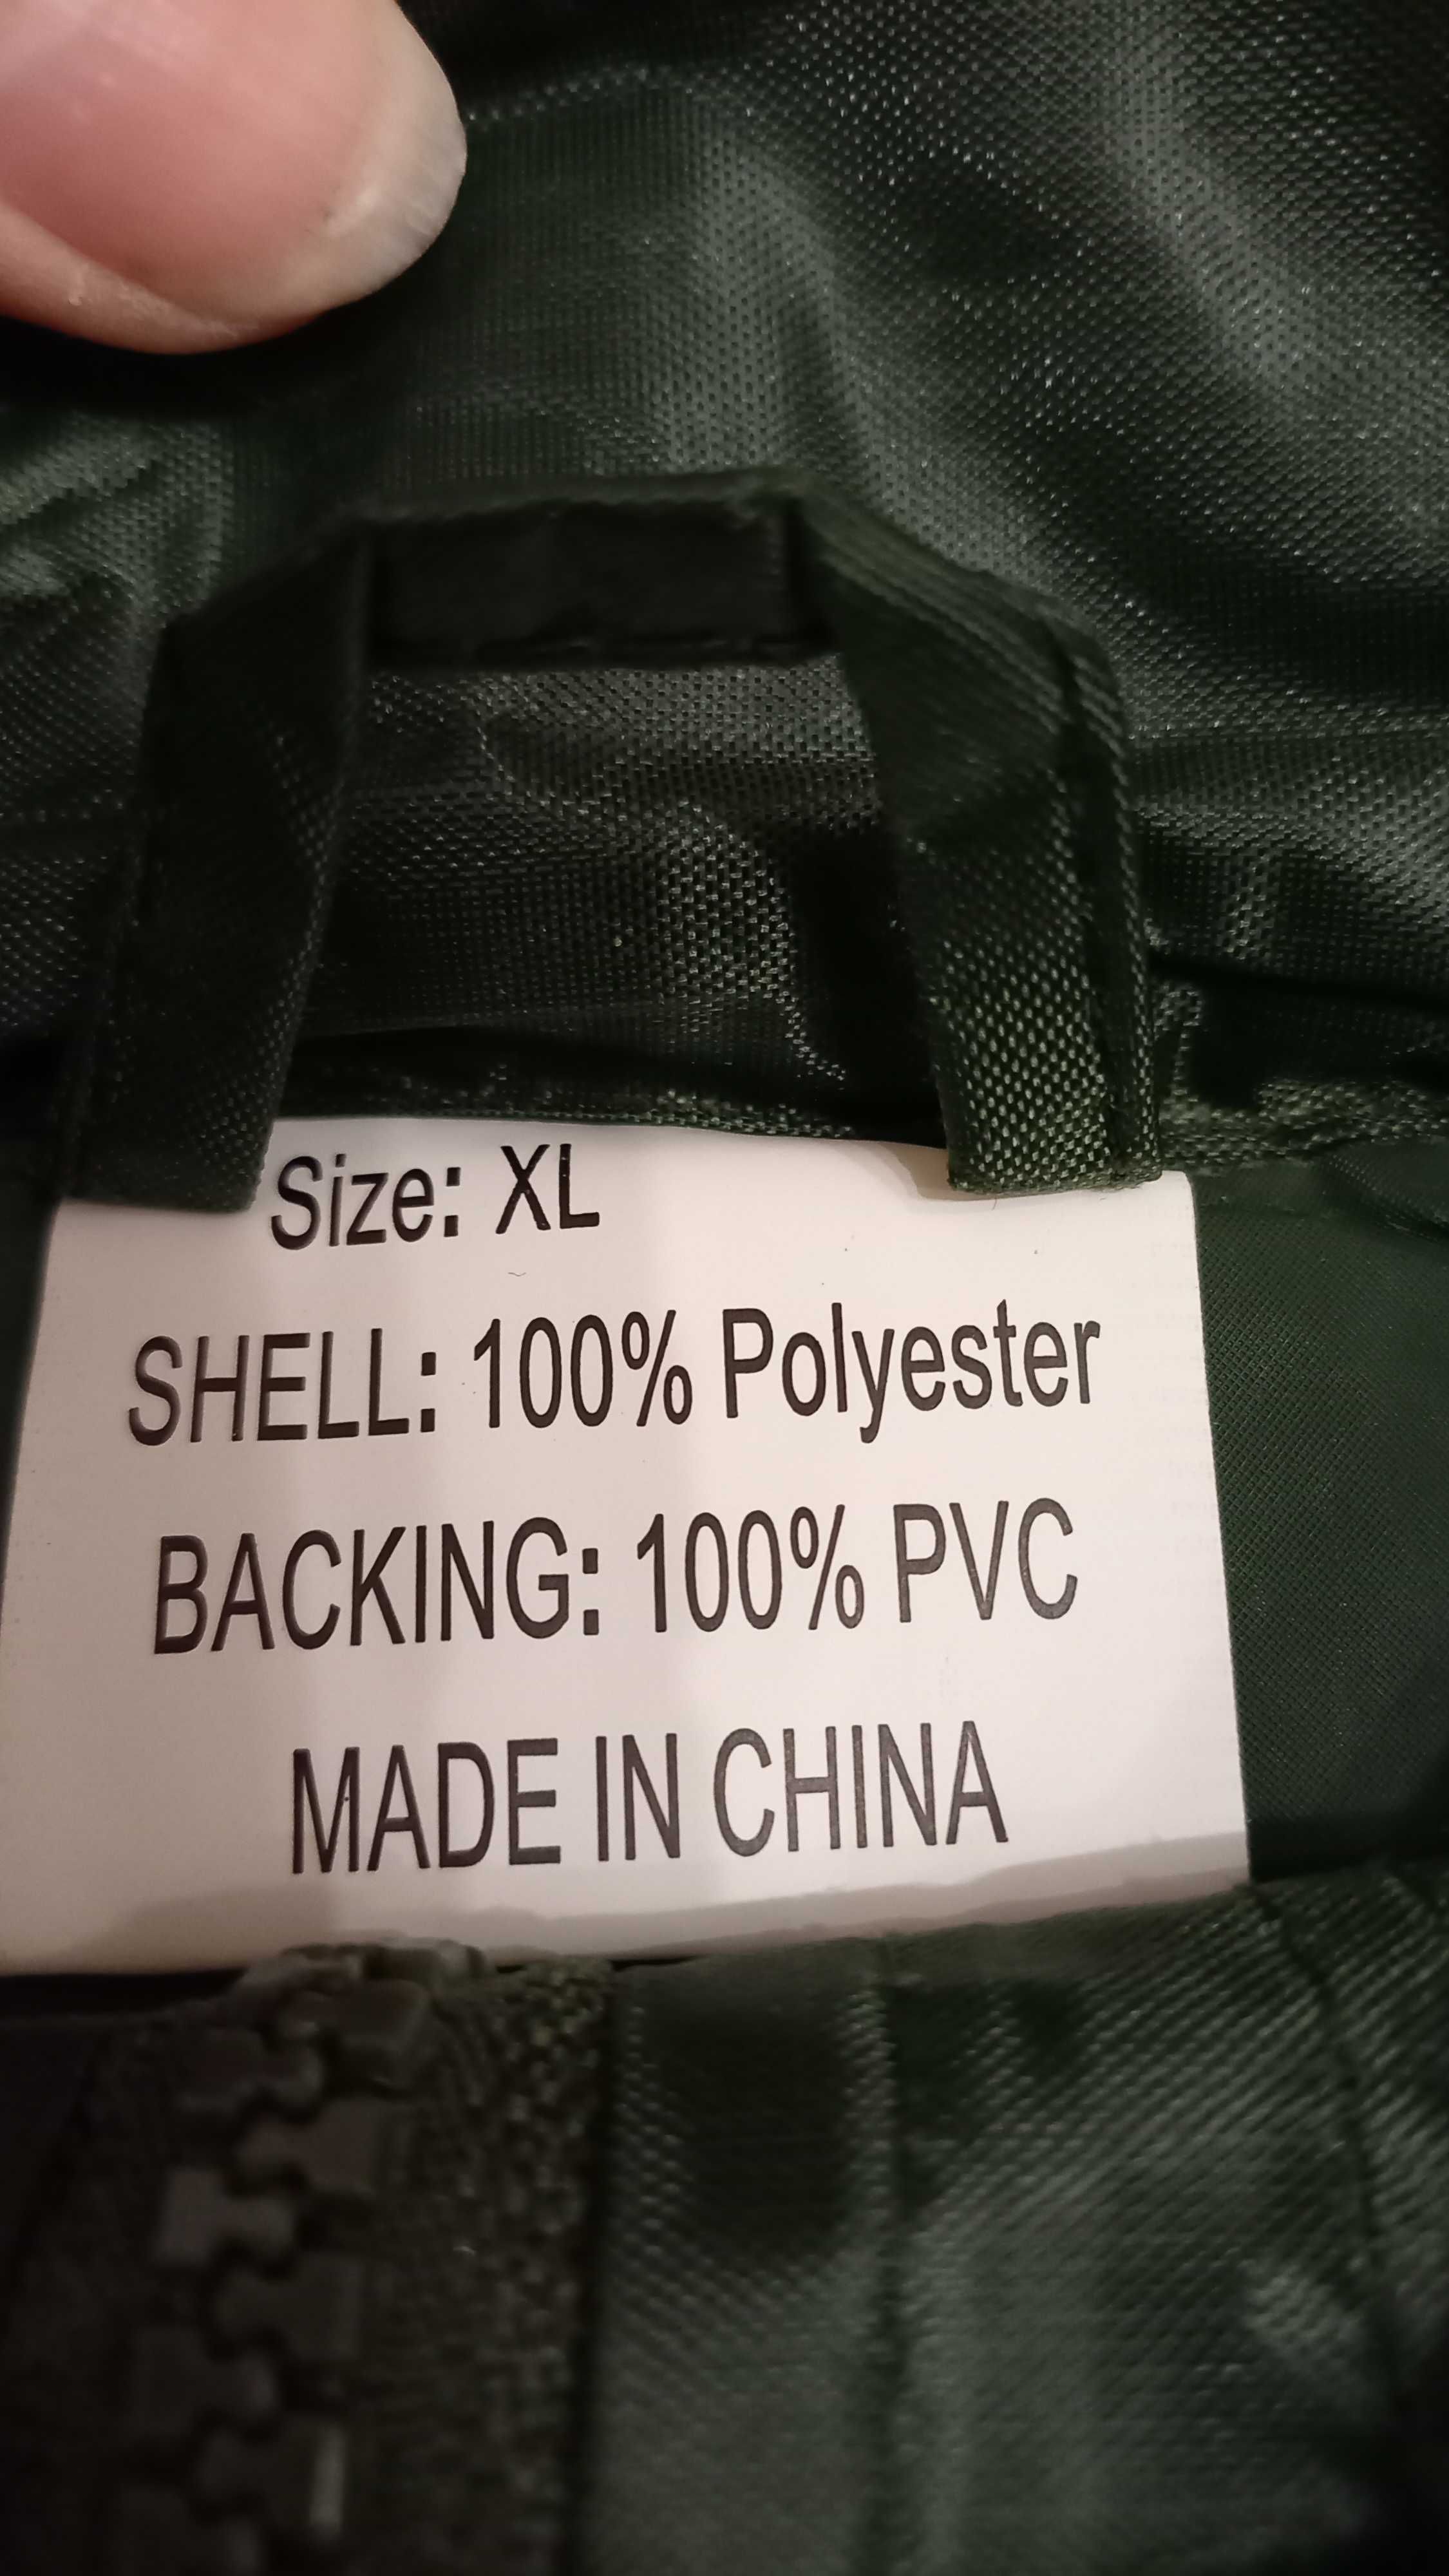 Size: XL
SHELL: 100% Polyester
BACKING: 100% PVC
MADE IN CHINA